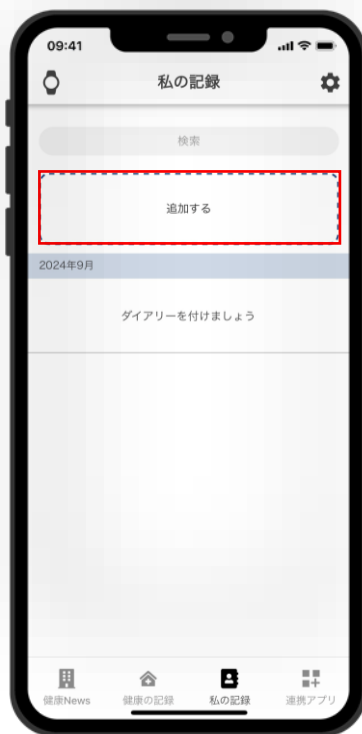 09:41
私の記録
検索
追加する
2024年9月
ダイアリーを付けましょう
健康News
健康の記録
私の記録
連携アプリ